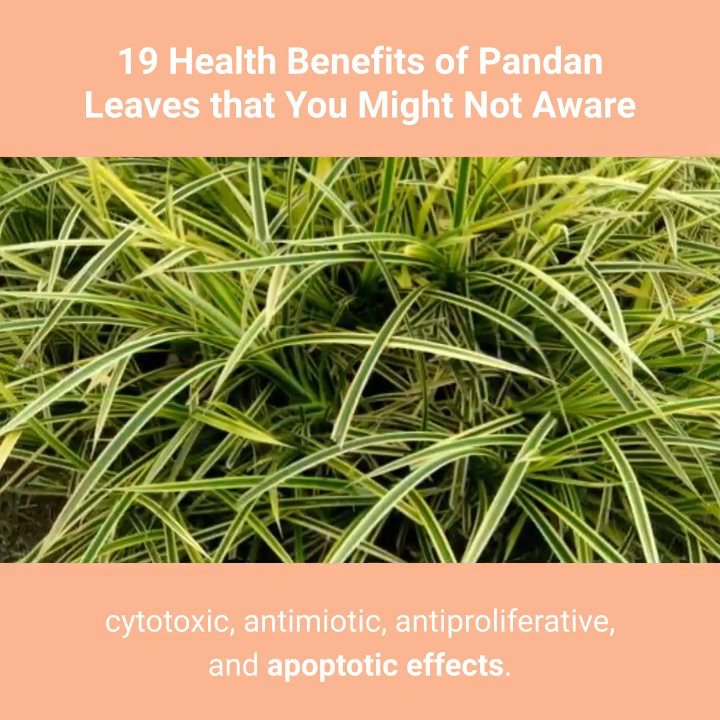 19 Health Benefits of Pandan
Leaves that You Might Not Aware
cytotoxic, antimiotic, antiproliferative,
and apoptotic effects.